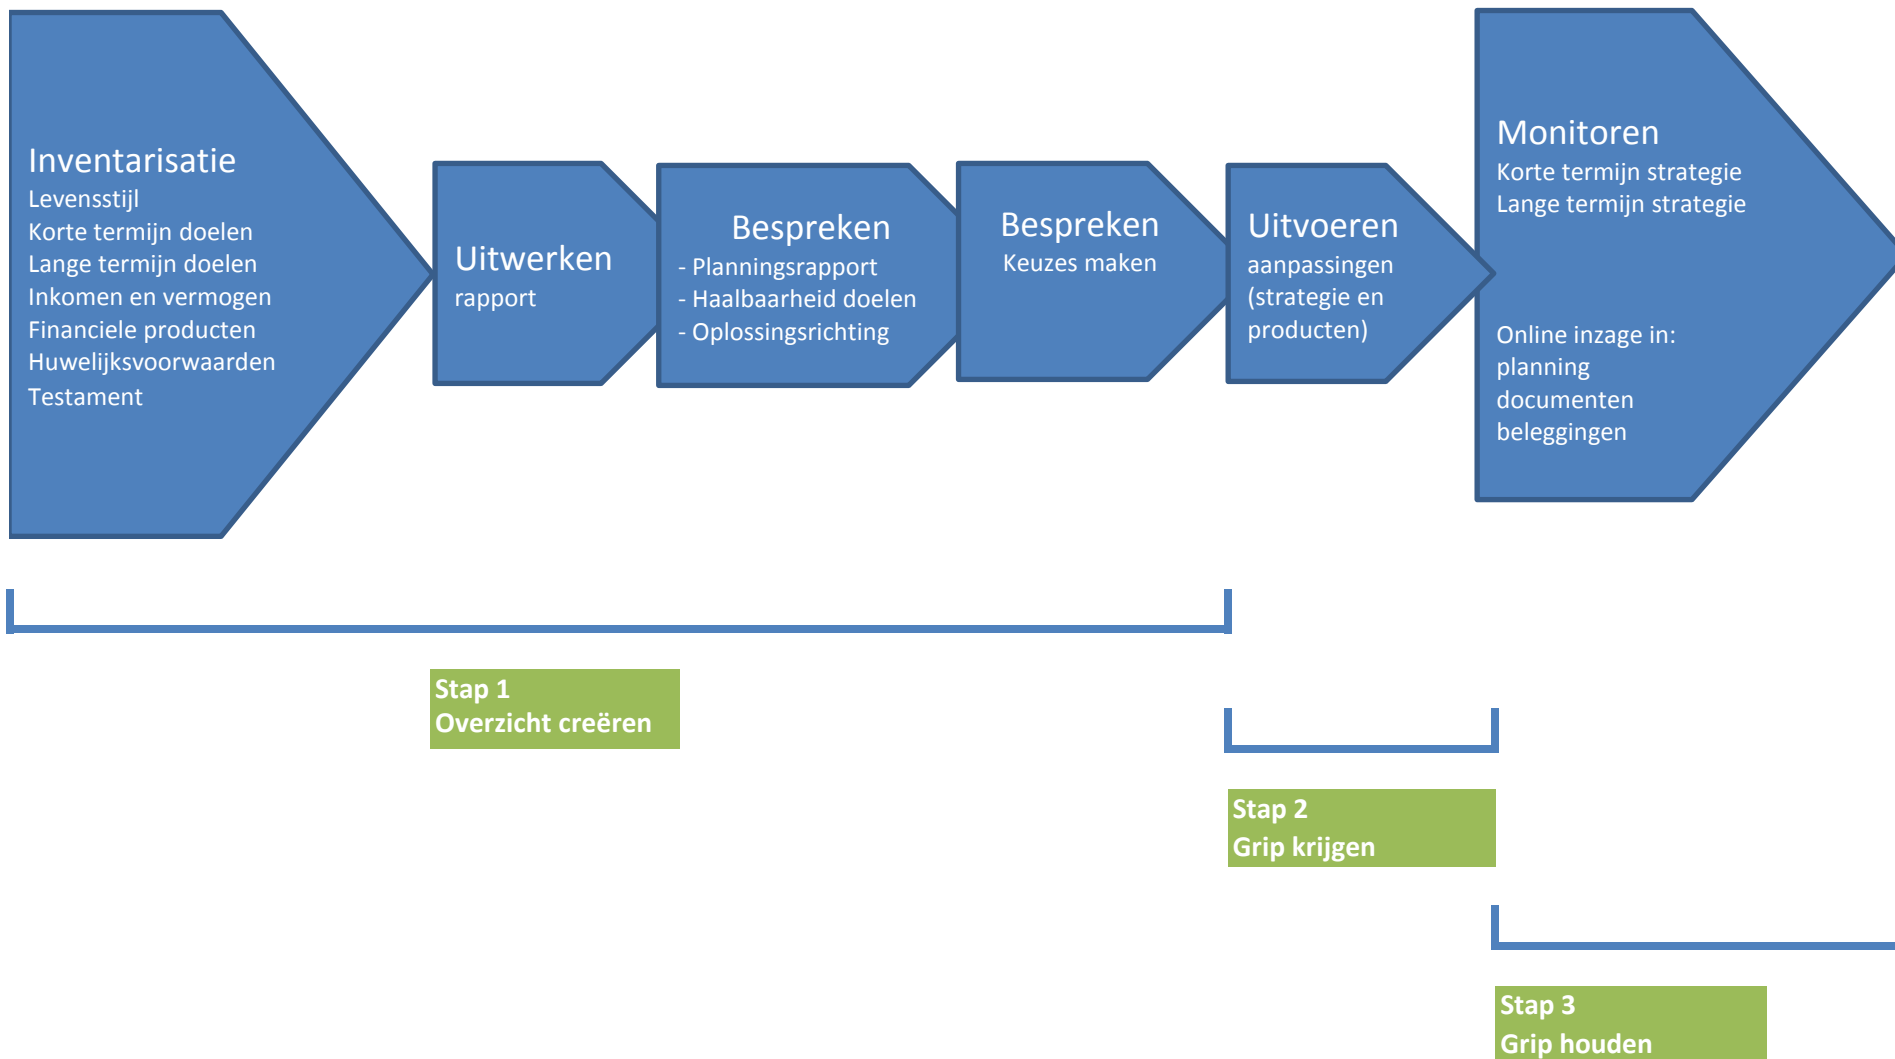 Inventarisatie
Levensstijl
Korte termijn doelen
Lange termijn doelen
Inkomen en vermogen
Financiele producten
Huwelijksvoorwaarden
Testament
Uitwerken
rapport
Bespreken
- Planningsrapport
- Haalbaarheid doelen
- Oplossingsrichting
Bespreken
Keuzes maken
Uitvoeren
aanpassingen
(strategie en
producten)
Monitoren
Korte termijn strategie
Lange termijn strategie
Online inzage in:
planning
documenten
beleggingen
Stap 1
Overzicht creëren
Stap 2
Grip krijgen
Stap 3
Grip houden